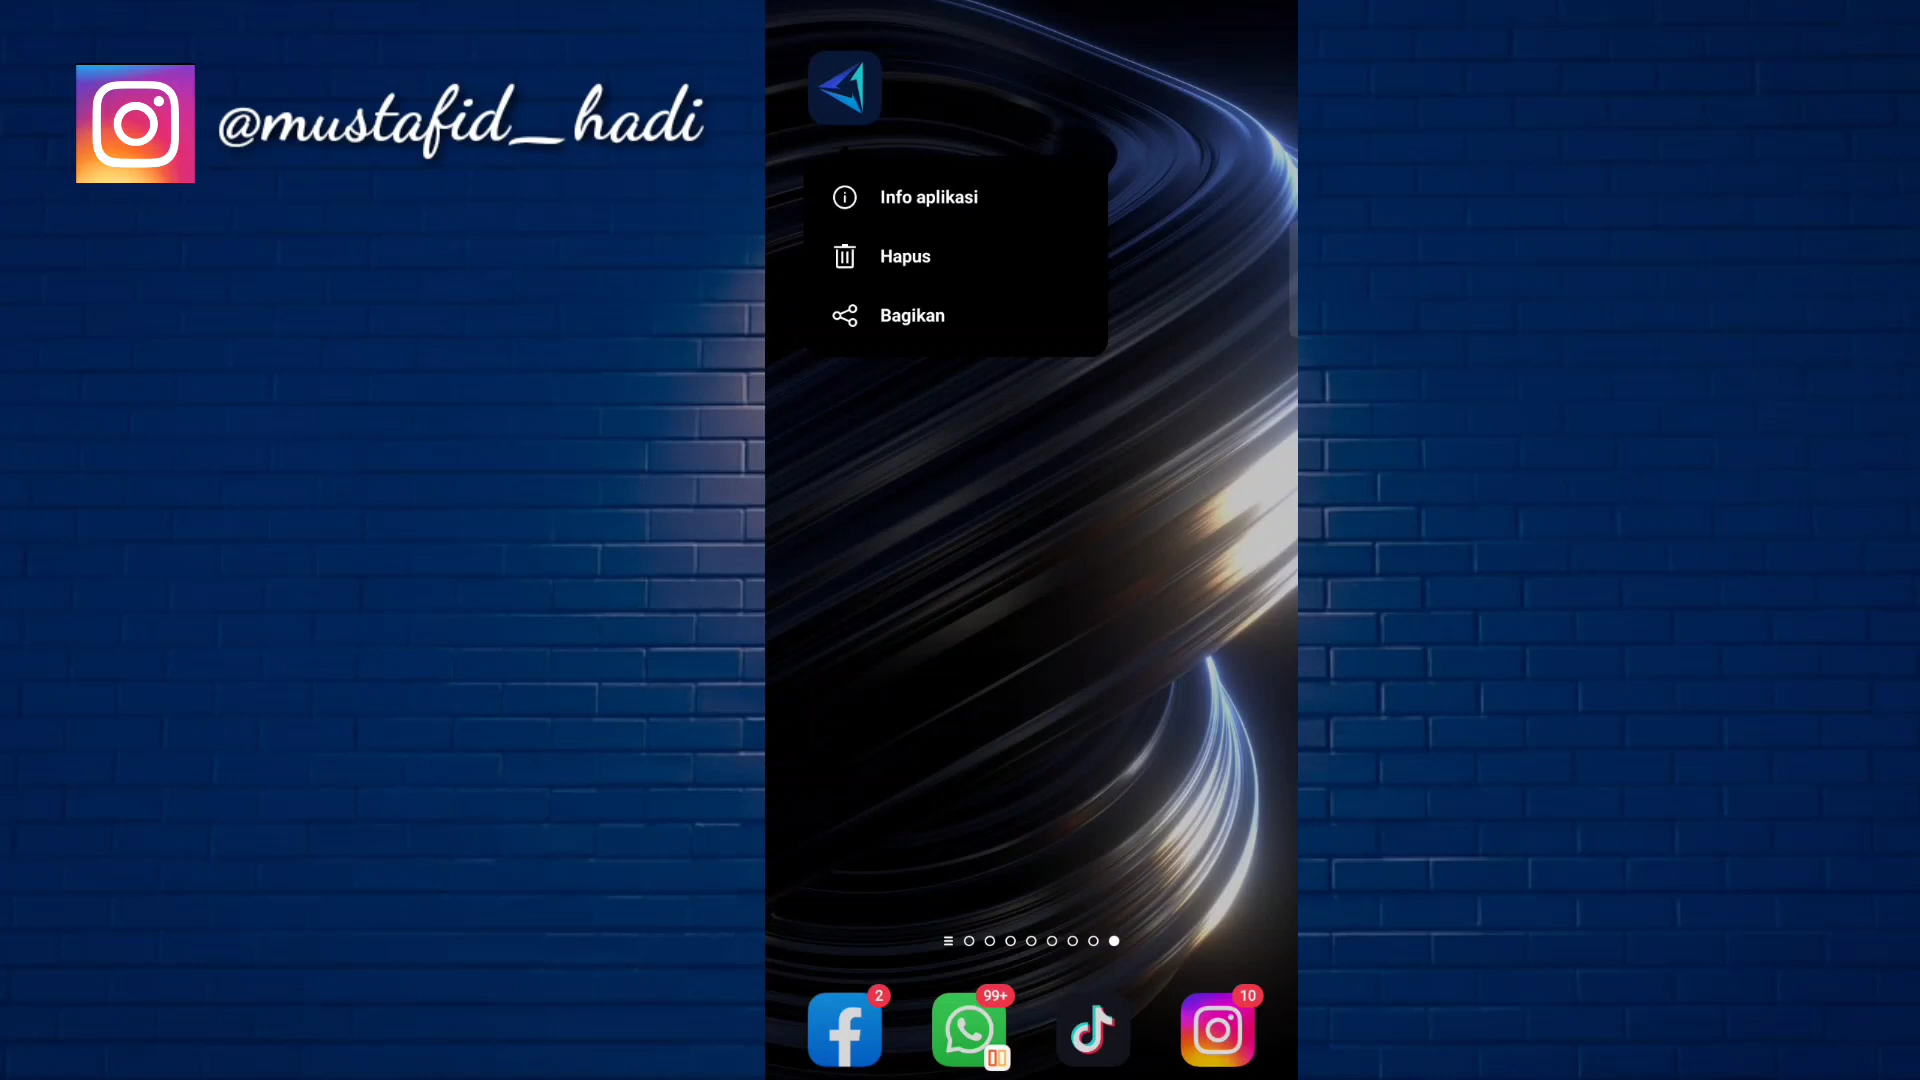 @mustafid_hadi
Info aplikasi
Hapus
Bagikan
2
99+
10